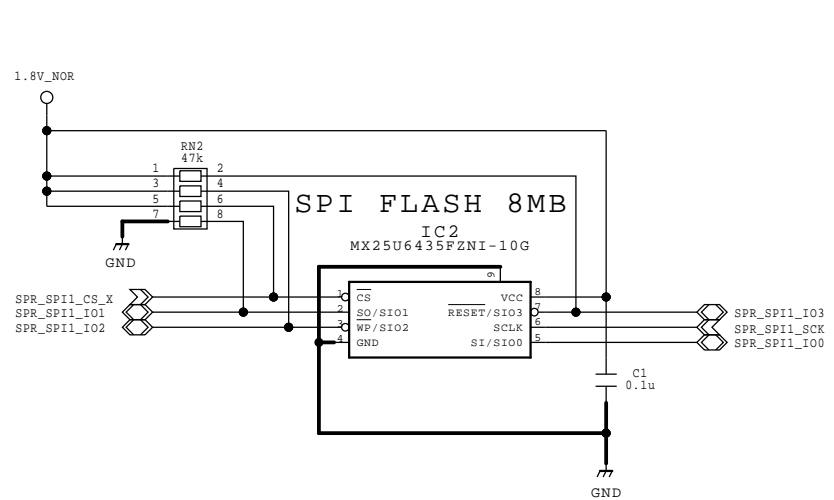 1.8V_NOR
RN2
47k
1 2
3 4
5 6
7 8
GND
SPI FLASH 8MB
IC2
MX25U6435FZNI-10G
9
SPR_SPI1_CS_X 1 CS VCC 8
SPR_SPI1_IO1 2 SO/SIO1 RESET/SIO3 7 SPR_SPI1_IO3
SPR_SPI1_IO2 3 WP/SIO2 SCLK 6 SPR_SPI1_SCK
4 GND SI/SIO0 5 SPR_SPI1_IO0
C1
0.1u
GND